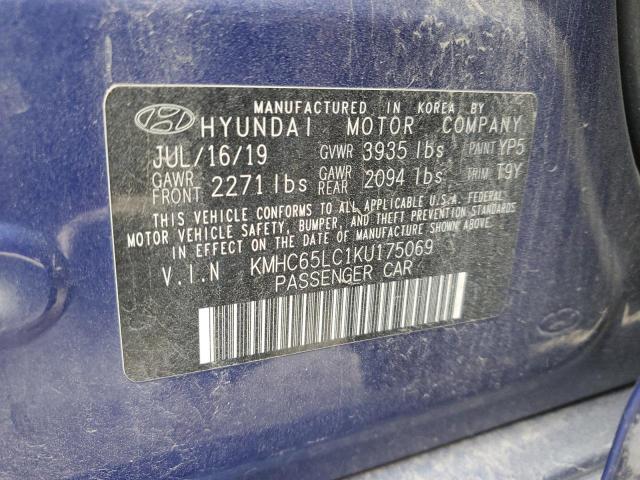 MANUFACTURED IN KOREA BY
HYUNDAI MOTOR COMPANY
JUL/16/19 GVWR 3935 lbs PAINT YP5
GAWR FRONT 2271 lbs GAWR REAR 2094 lbs TRIM T9Y
THIS VEHICLE CONFORMS TO ALL APPLICABLE U.S.A. FEDERAL
MOTOR VEHICLE SAFETY, BUMPER, AND THEFT PREVENTION STANDARDS
IN EFFECT ON THE DATE OF MANUFACTURE SHOWN ABOVE.
V.I.N KMHC65LC1KU175069
PASSENGER CAR